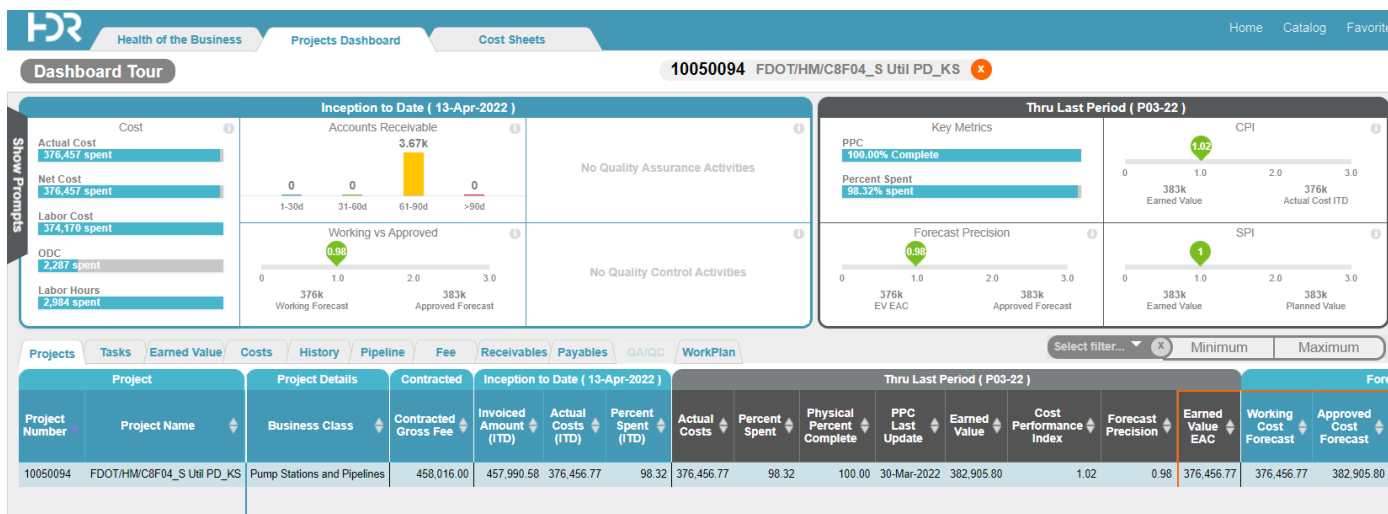 HDR
Health of the Business
Projects Dashboard
Cost Sheets
Home Catalog Favorite
Dashboard Tour
10050094 FDOT/HM/C8F04_S Util PD_KS x
Show Prompts
Inception to Date ( 13-Apr-2022 )
Cost
Actual Cost
376,457 spent
Net Cost
376,457 spent
Labor Cost
374,170 spent
ODC
2,287 spent
Labor Hours
2,984 spent
Accounts Receivable
3.67k
0 0 0
1-30d 31-60d 61-90d >90d
Working vs Approved
0.98
0 1.0 2.0 3.0
376k 383k
Working Forecast Approved Forecast
No Quality Assurance Activities
No Quality Control Activities
Thru Last Period ( P03-22 )
Key Metrics
PPC
100.00% Complete
Percent Spent
98.32% spent
CPI
1.02
0 1.0 2.0 3.0
383k 376k
Earned Value Actual Cost ITD
Forecast Precision
0.98
0 1.0 2.0 3.0
376k 383k
EV EAC Approved Forecast
SPI
1
0 1.0 2.0 3.0
383k 383k
Earned Value Planned Value
Projects Tasks Earned Value Costs History Pipeline Fee Receivables Payables QA/QC WorkPlan
Select filter... X Minimum Maximum
Project Project Details Contracted Inception to Date ( 13-Apr-2022 ) Thru Last Period ( P03-22 ) Fore
Project Number
Project Name
Business Class
Contracted Gross Fee
Invoiced Amount (ITD)
Actual Costs (ITD)
Percent Spent (ITD)
Actual Costs
Percent Spent
Physical Percent Complete
PPC Last Update
Earned Value
Cost Performance Index
Forecast Precision
Earned Value EAC
Working Cost Forecast
Approved Cost Forecast
10050094 FDOT/HM/C8F04_S Util PD_KS Pump Stations and Pipelines 458,016.00 457,990.58 376,456.77 98.32 376,456.77 98.32 100.00 30-Mar-2022 382,905.80 1.02 0.98 376,456.77 376,456.77 382,905.80